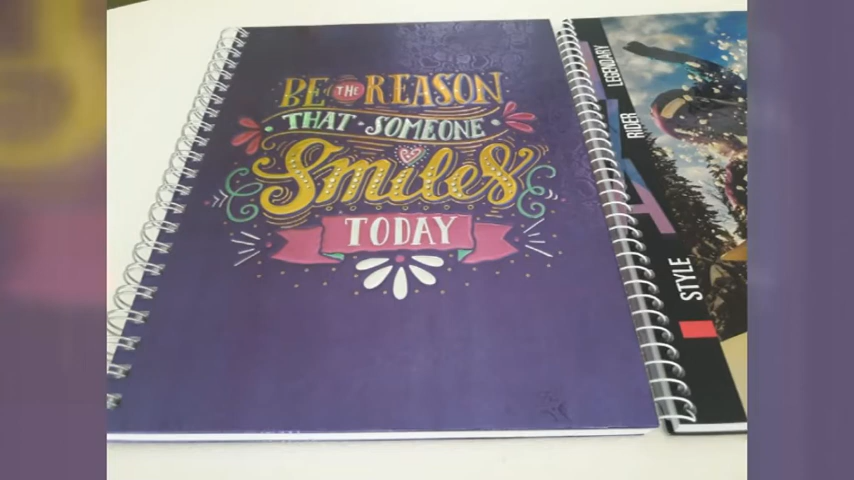 BE THE REASON
THAT • SOMEONE
Smiles
TODAY
LEGENDARY
RIDER
STYLE